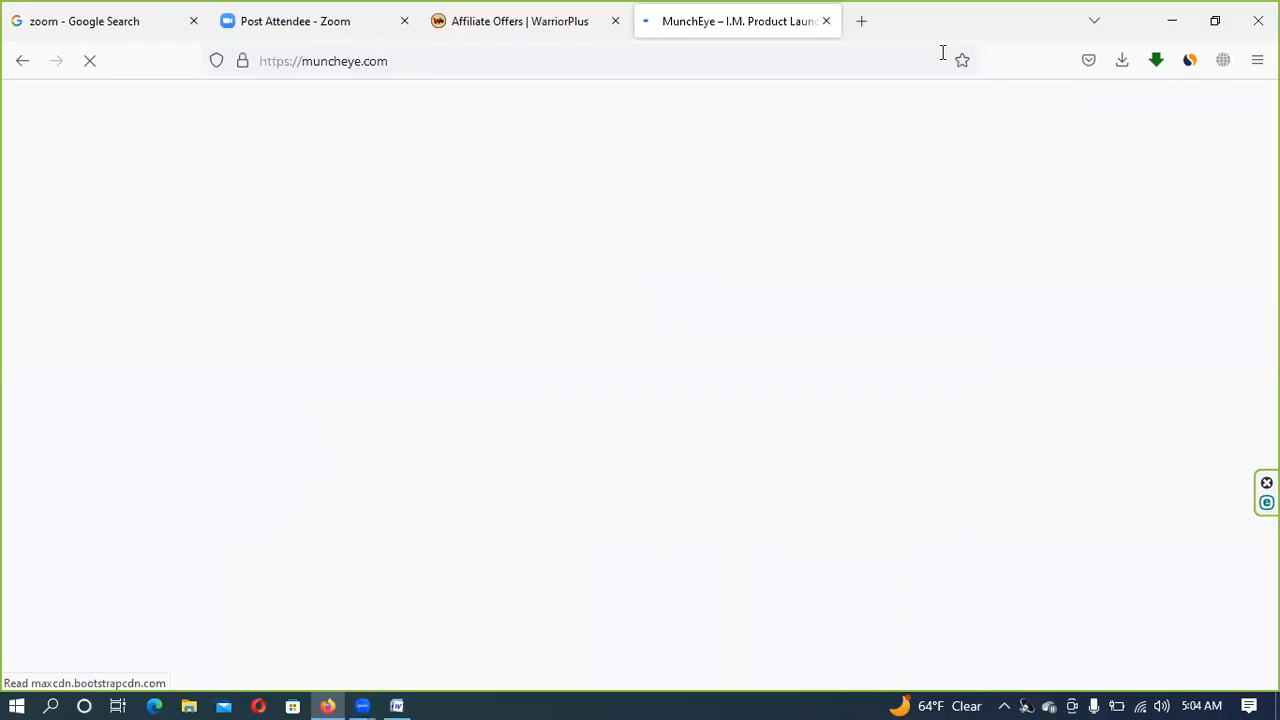 zoom - Google Search
Post Attendee - Zoom
Affiliate Offers | WarriorPlus
MunchEye – I.M. Product Laun
https://muncheye.com
Read maxcdn.bootstrapcdn.com
64°F Clear
5:04 AM